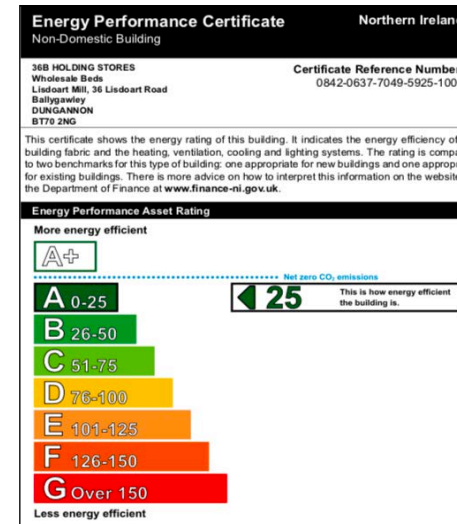 Energy Performance Certificate
Northern Irelan
Non-Domestic Building
36B HOLDING STORES
Wholesale Beds
Lisdoart Mill, 36 Lisdoart Road
Ballygawley
DUNGANNON
BT70 2NG
Certificate Reference Number
0842-0637-7049-5925-100
This certificate shows the energy rating of this building. It indicates the energy efficiency of
building fabric and the heating, ventilation, cooling and lighting systems. The rating is compa
to two benchmarks for this type of building: one appropriate for new buildings and one appropr
for existing buildings. There is more advice on how to interpret this information on the website
the Department of Finance at www.finance-ni.gov.uk.
Energy Performance Asset Rating
More energy efficient
A+
Net zero CO₂ emissions
A 0-25
25
This is how energy efficient
the building is.
B 26-50
C 51-75
D 76-100
E 101-125
F 126-150
G Over 150
Less energy efficient